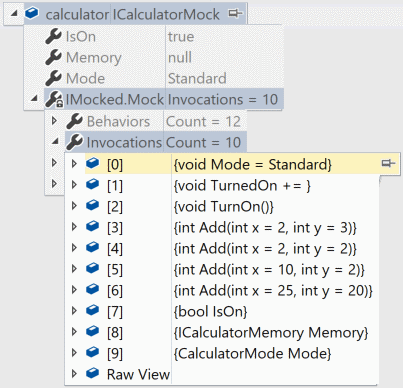 calculator ICalculatorMock
IsOn true
Memory null
Mode Standard
IMocked.Mock Invocations = 10
Behaviors Count = 12
Invocations Count = 10
[0] {void Mode = Standard}
[1] {void TurnedOn += }
[2] {void TurnOn()}
[3] {int Add(int x = 2, int y = 3)}
[4] {int Add(int x = 2, int y = 2)}
[5] {int Add(int x = 10, int y = 2)}
[6] {int Add(int x = 25, int y = 20)}
[7] {bool IsOn}
[8] {ICalculatorMemory Memory}
[9] {CalculatorMode Mode}
Raw View